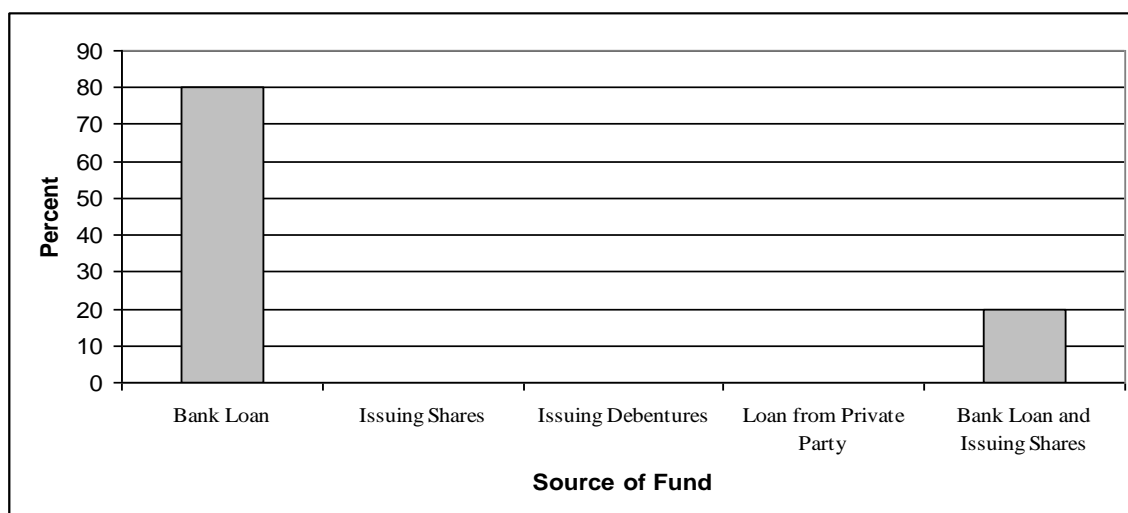 90
80
70
60
50
40
30
20
10
0
Percent
Bank Loan
Issuing Shares
Issuing Debentures
Loan from Private
Party
Bank Loan and
Issuing Shares
Source of Fund